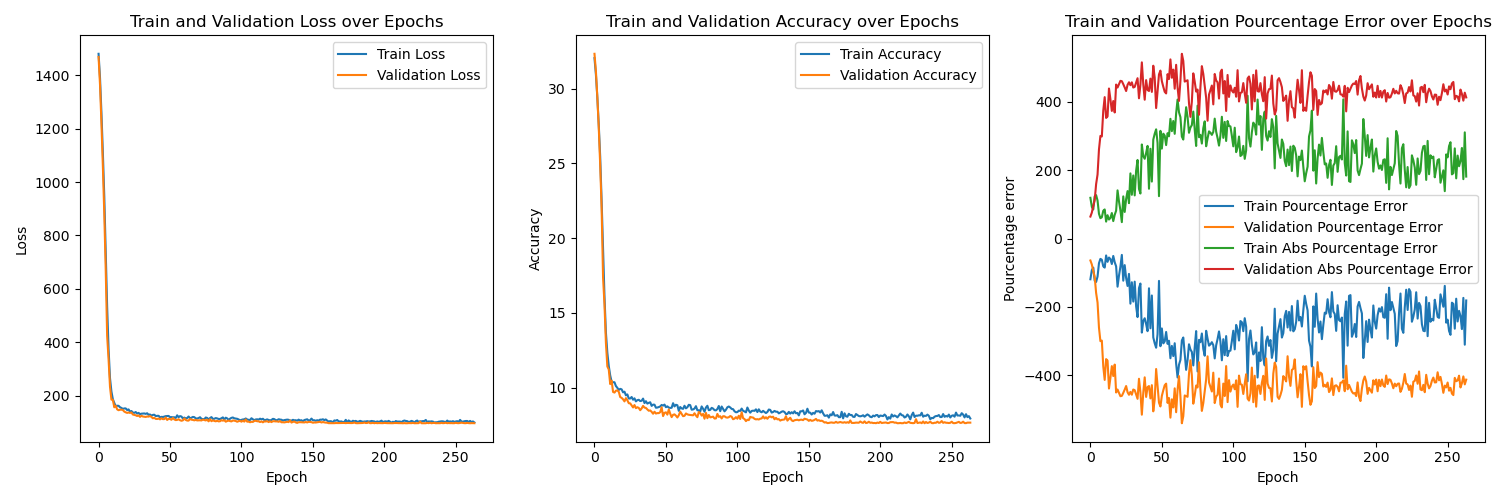 Train and Validation Loss over Epochs
Train Loss
Validation Loss
1400
1200
1000
800
600
400
200
Loss
0 50 100 150 200 250
Epoch
Train and Validation Accuracy over Epochs
Train Accuracy
Validation Accuracy
30
25
20
15
10
Accuracy
0 50 100 150 200 250
Epoch
Train and Validation Pourcentage Error over Epochs
400
200
0
−200
−400
Pourcentage error
Train Pourcentage Error
Validation Pourcentage Error
Train Abs Pourcentage Error
Validation Abs Pourcentage Error
0 50 100 150 200 250
Epoch